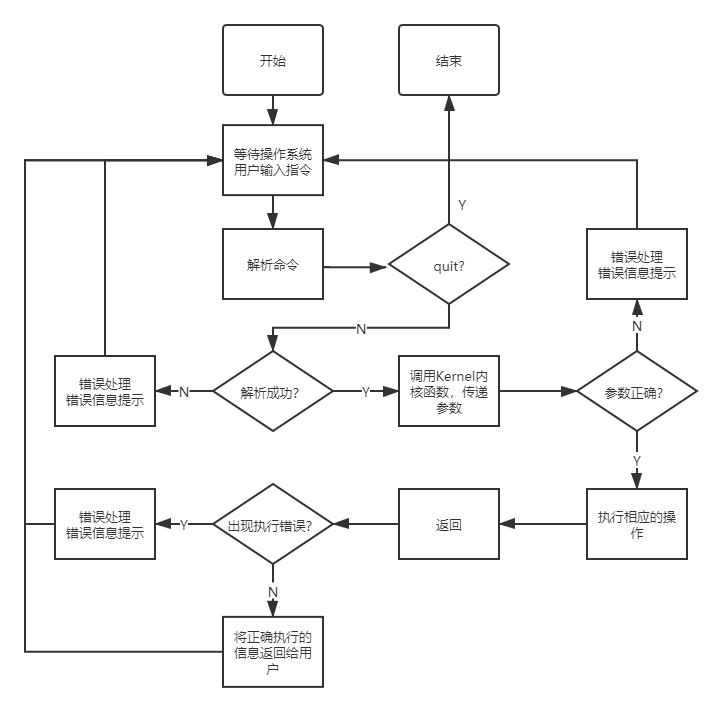 开始
结束
等待操作系统
用户输入指令
Y
解析命令
quit?
错误处理
错误信息提示
N
N
错误处理
错误信息提示
N
解析成功?
Y
调用Kernel内
核函数，传递
参数
参数正确?
Y
错误处理
错误信息提示
Y
出现执行错误?
返回
执行相应的操
作
N
将正确执行的
信息返回给用
户